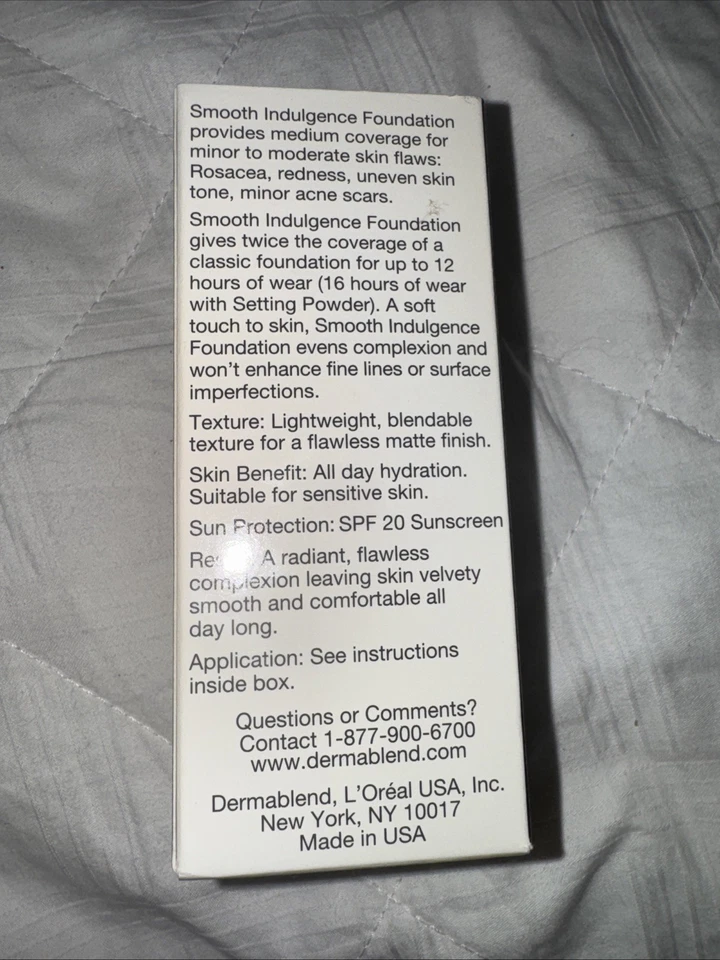 Smooth Indulgence Foundation
provides medium coverage for
minor to moderate skin flaws:
Rosacea, redness, uneven skin
tone, minor acne scars.
Smooth Indulgence Foundation
gives twice the coverage of a
classic foundation for up to 12
hours of wear (16 hours of wear
with Setting Powder). A soft
touch to skin, Smooth Indulgence
Foundation evens complexion and
won't enhance fine lines or surface
imperfections.
Texture: Lightweight, blendable
texture for a flawless matte finish.
Skin Benefit: All day hydration.
Suitable for sensitive skin.
Sun Protection: SPF 20 Sunscreen
A radiant, flawless
complexion leaving skin velvety
smooth and comfortable all
day long.
Application: See instructions
inside box.
Questions or Comments?
Contact 1-877-900-6700
www.dermablend.com
Dermablend, L'Oréal USA, Inc.
New York, NY 10017
Made in USA